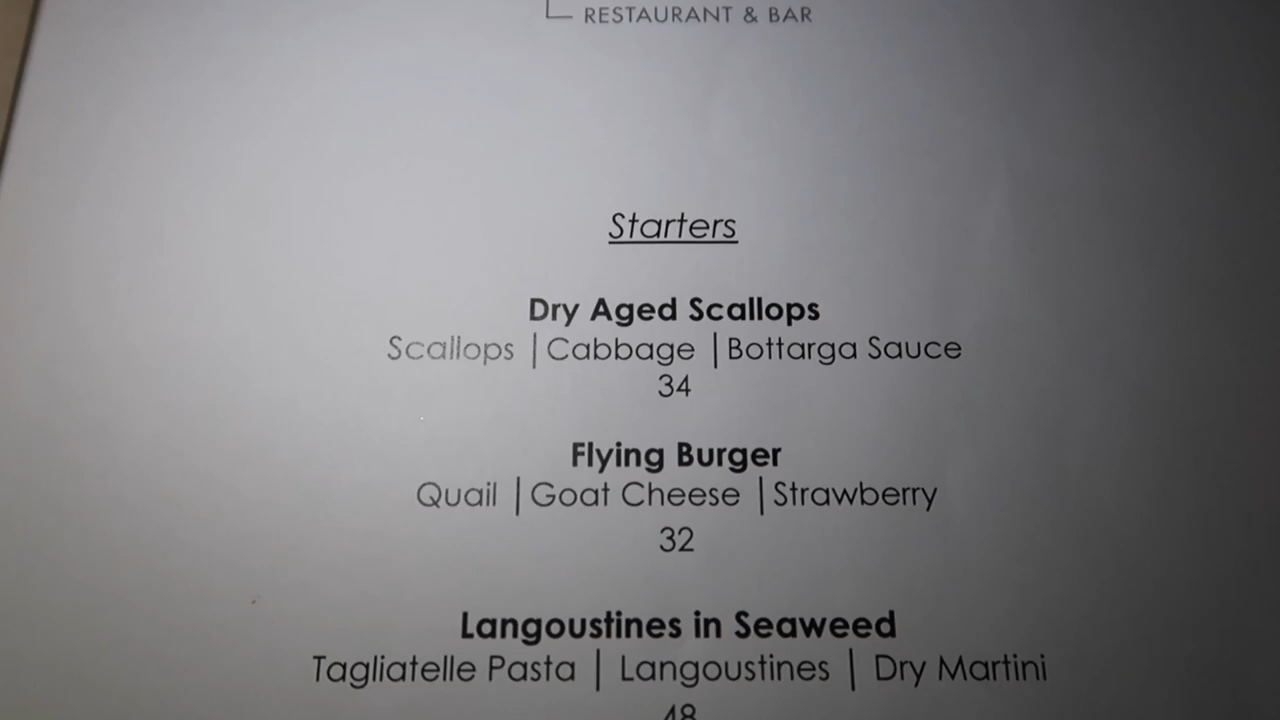 RESTAURANT & BAR
Starters
Dry Aged Scallops
Scallops | Cabbage | Bottarga Sauce
34
Flying Burger
Quail | Goat Cheese | Strawberry
32
Langoustines in Seaweed
Tagliatelle Pasta | Langoustines | Dry Martini
48